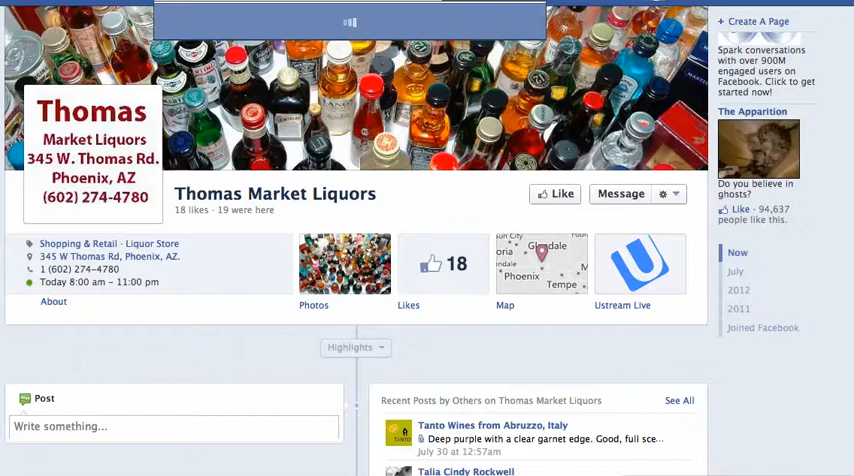 + Create A Page
Spark conversations
with over 900M
engaged users on
Facebook. Click to get
started now!
The Apparition
Do you believe in
ghosts?
Like · 94,637
people like this.
Thomas
Market Liquors
345 W. Thomas Rd.
Phoenix, AZ
(602) 274-4780
Thomas Market Liquors
18 likes · 19 were here
Like
Message
Shopping & Retail · Liquor Store
345 W Thomas Rd, Phoenix, AZ.
1 (602) 274-4780
Today 8:00 am – 11:00 pm
About
Photos
18
Likes
Glendale
Phoenix
Tempe
Map
Ustream Live
Now
July
2012
2011
Joined Facebook
Highlights
Post
Write something...
Recent Posts by Others on Thomas Market Liquors
See All
Tanto Wines from Abruzzo, Italy
Deep purple with a clear garnet edge. Good, full sce...
July 30 at 12:57am
Talia Cindy Rockwell